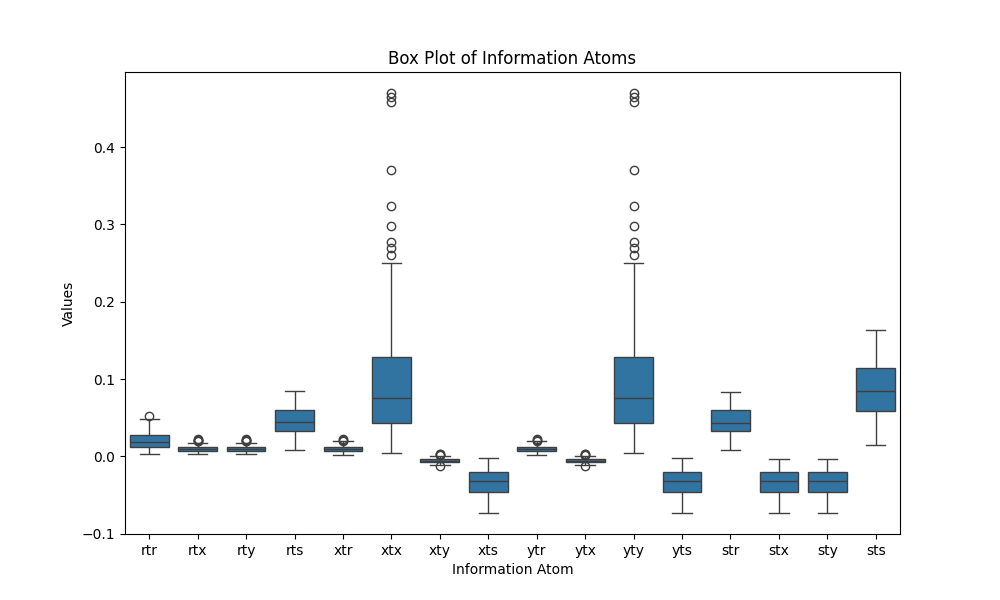 Box Plot of Information Atoms
Values
0.4
0.3
0.2
0.1
0.0
−0.1
rtr rtx rty rts xtr xtx xty xts ytr ytx yty yts str stx sty sts
Information Atom